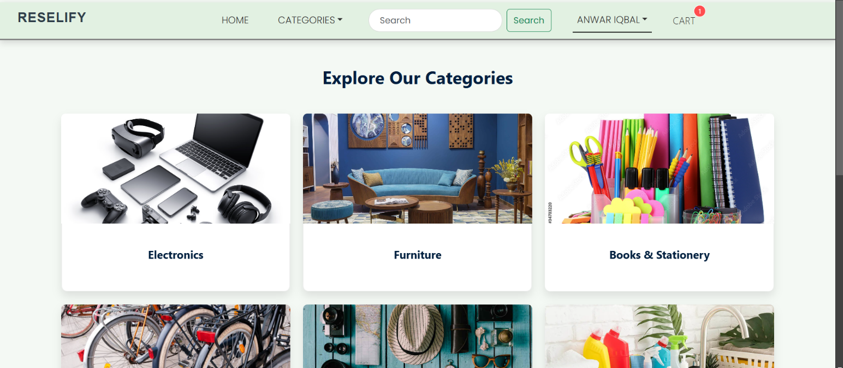 RESELIFY
HOME
CATEGORIES
Search
Search
ANWAR IQBAL
CART
1
Explore Our Categories
Electronics
Furniture
Books & Stationery